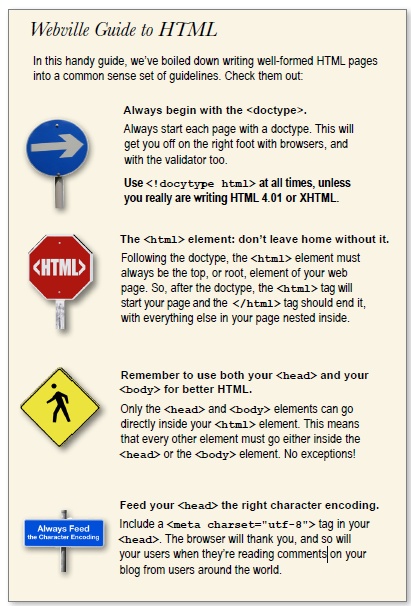 Webville Guide to HTML
In this handy guide, we've boiled down writing well-formed HTML pages
into a common sense set of guidelines. Check them out:
Always begin with the <doctype>.
Always start each page with a doctype. This will
get you off on the right foot with browsers, and
with the validator too.
Use <!docytype html> at all times, unless
you really are writing HTML 4.01 or XHTML.
<HTML>
The <html> element: don't leave home without it.
Following the doctype, the <html> element must
always be the top, or root, element of your web
page. So, after the doctype, the <html> tag will
start your page and the </html> tag should end it,
with everything else in your page nested inside.
Remember to use both your <head> and your
<body> for better HTML.
Only the <head> and <body> elements can go
directly inside your <html> element. This means
that every other element must go either inside the
<head> or the <body> element. No exceptions!
Always Feed
the Character Encoding
Feed your <head> the right character encoding.
Include a <meta charset="utf-8"> tag in your
<head>. The browser will thank you, and so will
your users when they're reading comments on your
blog from users around the world.